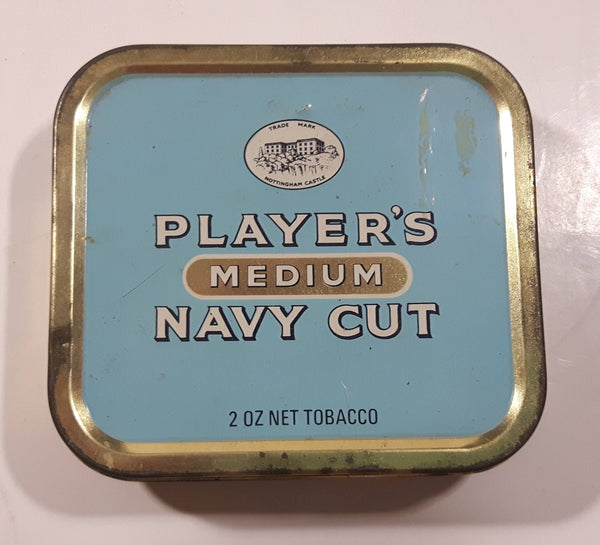 TRADE MARK
NOTTINGHAM CASTLE
PLAYER'S
MEDIUM
NAVY CUT
2 OZ NET TOBACCO